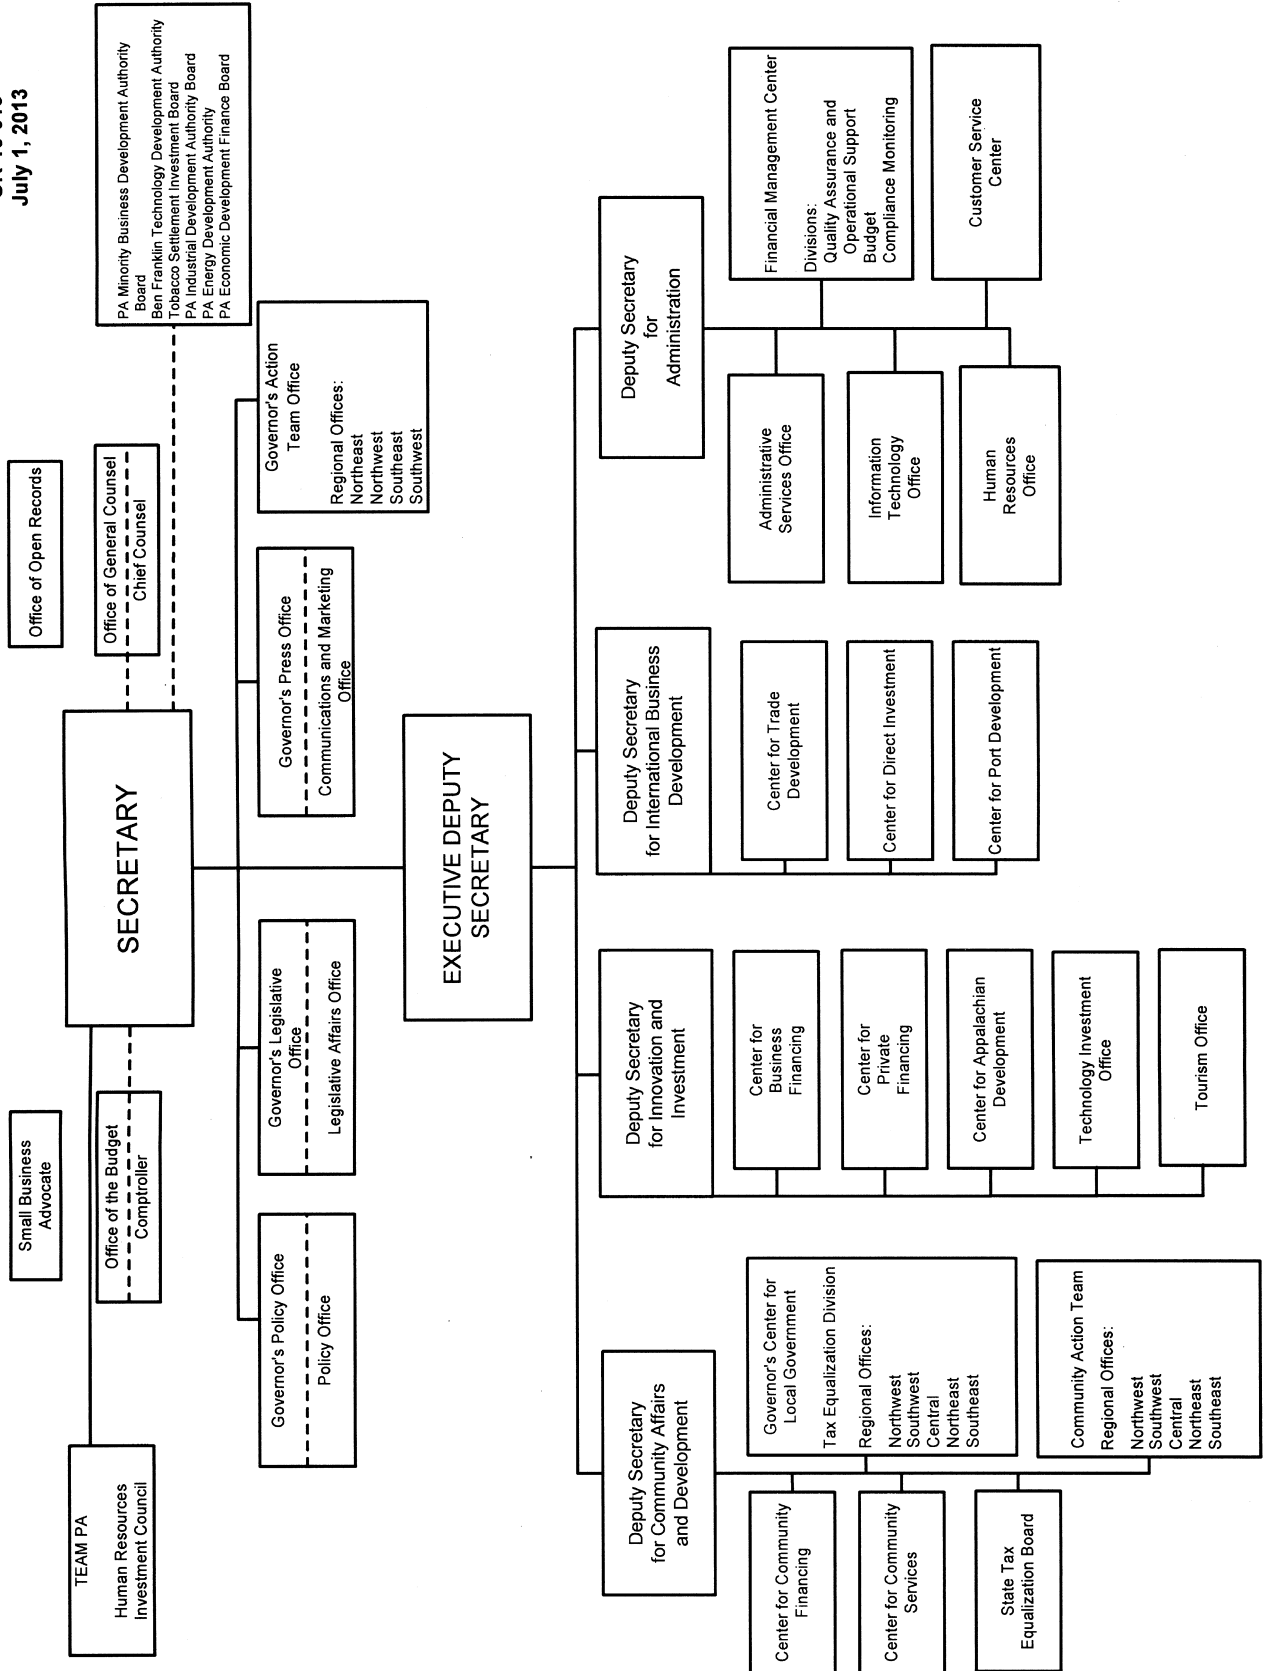 July 1, 2013
Small Business
Advocate
Office of Open Records
TEAM PA
Human Resources
Investment Council
Office of the Budget
Comptroller
SECRETARY
Office of General Counsel
Chief Counsel
PA Minority Business Development Authority
Board
Ben Franklin Technology Development Authority
Tobacco Settlement Investment Board
PA Industrial Development Authority Board
PA Energy Development Authority
PA Economic Development Finance Board
Governor's Policy Office
Policy Office
Governor's Legislative
Office
Legislative Affairs Office
Governor's Press Office
Communications and Marketing
Office
Governor's Action
Team Office
Regional Offices:
Northeast
Northwest
Southeast
Southwest
EXECUTIVE DEPUTY
SECRETARY
Deputy Secretary
for Community Affairs
and Development
Center for Community
Financing
Center for Community
Services
State Tax
Equalization Board
Governor's Center for
Local Government
Tax Equalization Division
Regional Offices:
Northwest
Southwest
Central
Northeast
Southeast
Community Action Team
Regional Offices:
Northwest
Southwest
Central
Northeast
Southeast
Deputy Secretary
for Innovation and
Investment
Center for
Business
Financing
Center for
Private
Financing
Center for Appalachian
Development
Technology Investment
Office
Tourism Office
Deputy Secretary
for International Business
Development
Center for Trade
Development
Center for Direct Investment
Center for Port Development
Deputy Secretary
for
Administration
Administrative
Services Office
Information
Technology
Office
Human
Resources
Office
Financial Management Center
Divisions:
Quality Assurance and
Operational Support
Budget
Compliance Monitoring
Customer Service
Center